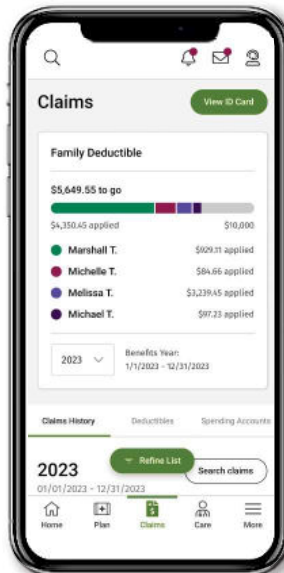 Claims
View ID Card
Family Deductible
$5,649.55 to go
$4,350.45 applied $10,000
Marshall T. $929.11 applied
Michelle T. $84.66 applied
Melissa T. $3,239.45 applied
Michael T. $97.23 applied
2023
Benefits Year:
1/1/2023 - 12/31/2023
Claims History Deductibles Spending Accounts
2023
Refine List
Search claims
01/01/2023 - 12/31/2023
Home Plan Claims Care More